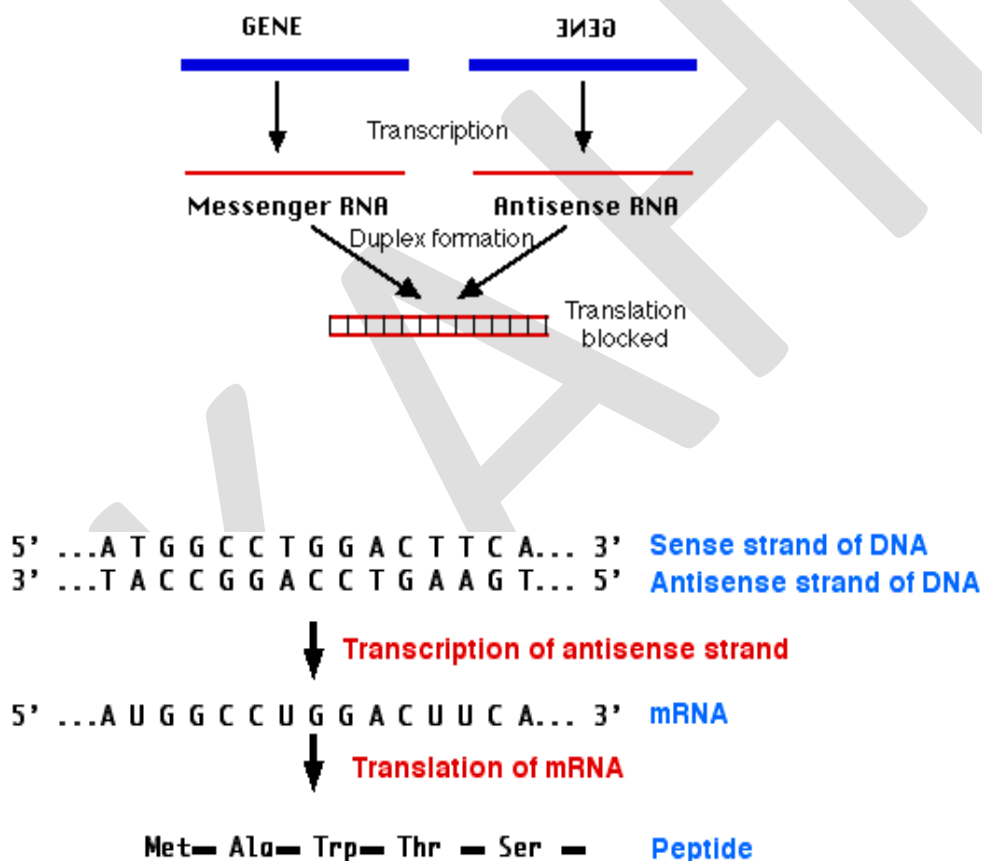 GENE GENE
Transcription
Messenger RNA Antisense RNA
Duplex formation
Translation
blocked
5’ ...A T G G C C T G G A C T T C A... 3’ Sense strand of DNA
3’ ...T A C C G G A C C T G A A G T... 5’ Antisense strand of DNA
Transcription of antisense strand
5’ ...A U G G C C U G G A C U U C A... 3’ mRNA
Translation of mRNA
Met– Ala– Trp– Thr – Ser – Peptide